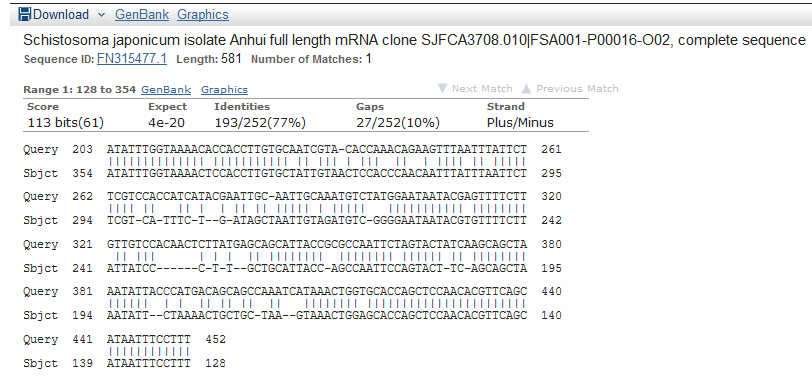 Download GenBank Graphics
Schistosoma japonicum isolate Anhui full length mRNA clone SJFCA3708.010|FSA001-P00016-O02, complete sequence
Sequence ID: FN315477.1 Length: 581 Number of Matches: 1
Range 1: 128 to 354 GenBank Graphics ▼ Next Match ▲ Previous Match
Score Expect Identities Gaps Strand
113 bits(61) 4e-20 193/252(77%) 27/252(10%) Plus/Minus
Query 203 ATATTTGGTAAAACACCACCTTGTGCAATCGTA-CACCAAACAGAAGTTTAATTTATTCT 261
Sbjct 354 ATATTTGGTAAAACTCCACCTTGTGCTATTGTAACTCCACCCAACAATTTATTTAATTCT 295
Query 262 TCGTCCACCATCATACGAATTGC-AATTGCAAATGTCTATGGAATAATACGAGTTTTCTT 320
Sbjct 294 TCGT-CA-TTTC-T--G-ATAGCTAATTGTAGATGTC-GGGGAATAATACGTGTTTTCTT 242
Query 321 GTTGTCCACAACTCTTATGAGCAGCATTACCGCGCCAATTCTAGTACTATCAAGCAGCTA 380
Sbjct 241 ATTATCC------C-T-T--GCTGCATTACC-AGCCAATTCCAGTACT-TC-AGCAGCTA 195
Query 381 AATATTACCCATGACAGCAGCCAAATCATAAACTGGTGCACCAGCTCCAACACGTTCAGC 440
Sbjct 194 AATATT--CTAAAACTGCTGC-TAA--GTAAACTGGAGCACCAGCTCCAACACGTTCAGC 140
Query 441 ATAATTTCCTTT 452
Sbjct 139 ATAATTTCCTTT 128